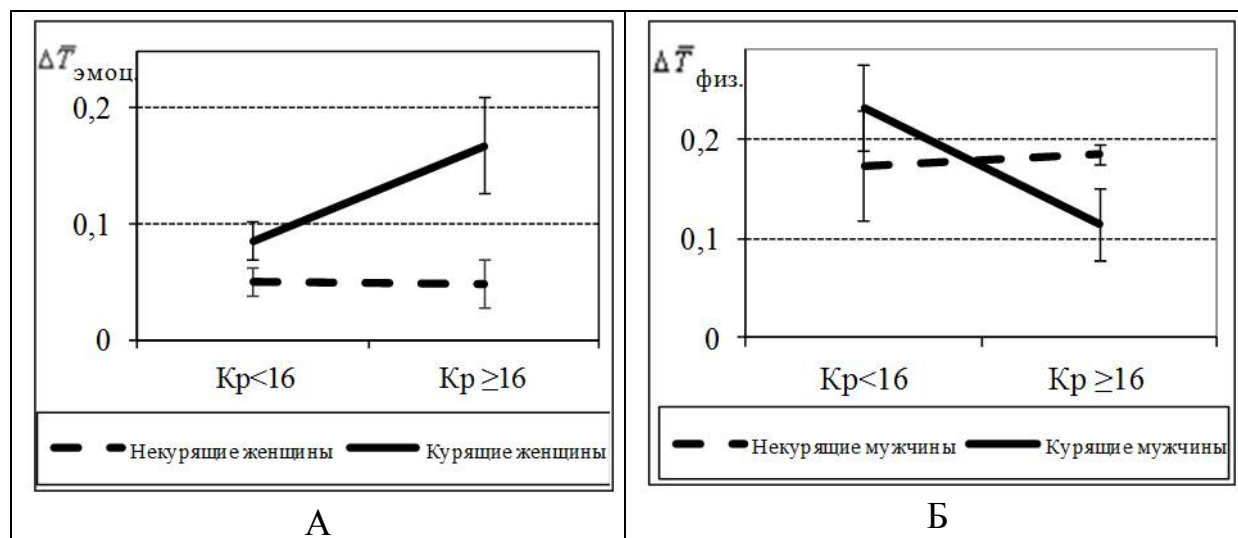 ΔT̅ эмоц.
0,2
0,1
0
Кр<16 Кр ≥16
Некурящие женщины Курящие женщины
А
ΔT̅ физ.
0,2
0,1
0
Кр<16 Кр ≥16
Некурящие мужчины Курящие мужчины
Б